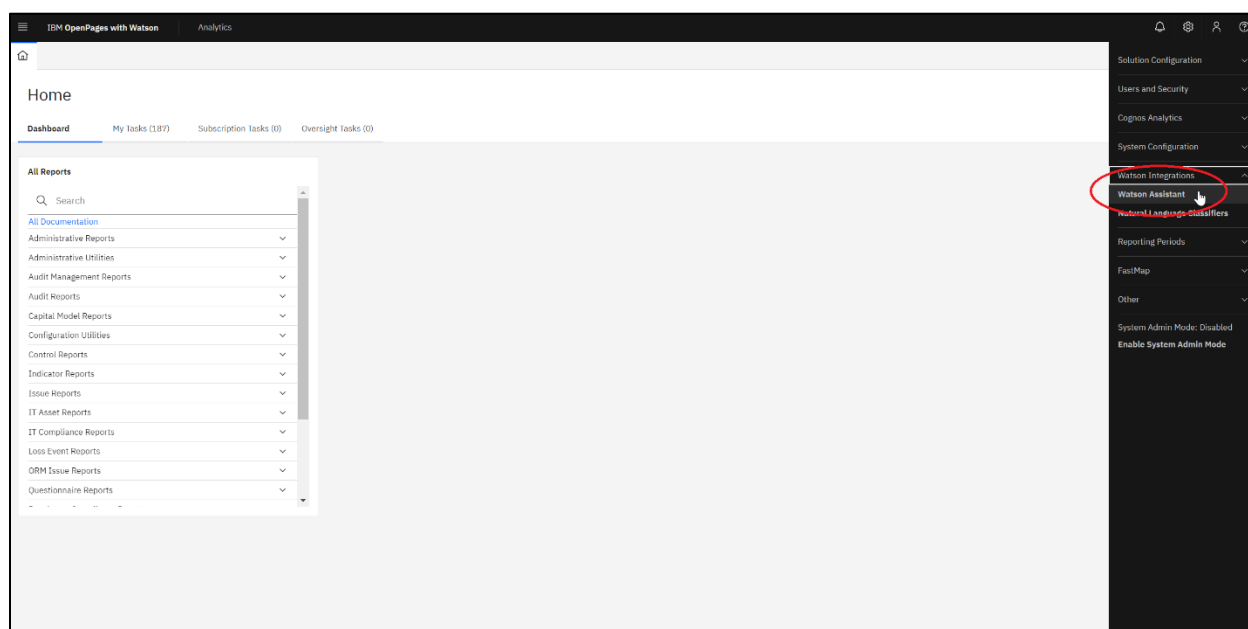 IBM OpenPages with Watson Analytics
Home
Dashboard My Tasks (187) Subscription Tasks (0) Oversight Tasks (0)
All Reports
Search
All Documentation
Administrative Reports
Administrative Utilities
Audit Management Reports
Audit Reports
Capital Model Reports
Configuration Utilities
Control Reports
Indicator Reports
Issue Reports
IT Asset Reports
IT Compliance Reports
Loss Event Reports
ORM Issue Reports
Questionnaire Reports
Solution Configuration
Users and Security
Cognos Analytics
System Configuration
Watson Integrations
Watson Assistant
Natural Language Classifiers
Reporting Periods
FastMap
Other
System Admin Mode: Disabled
Enable System Admin Mode